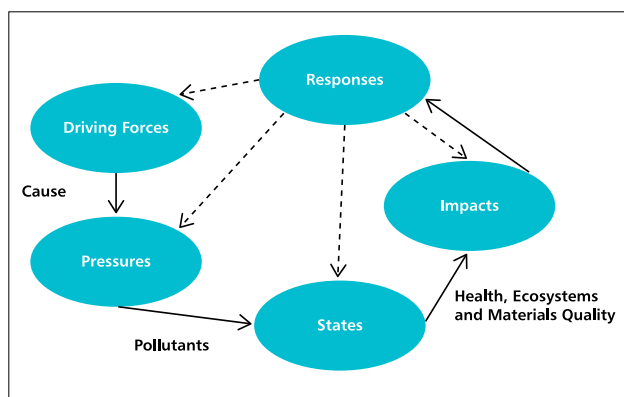 Responses
Driving Forces
Cause
Impacts
Pressures
Health, Ecosystems
and Materials Quality
States
Pollutants